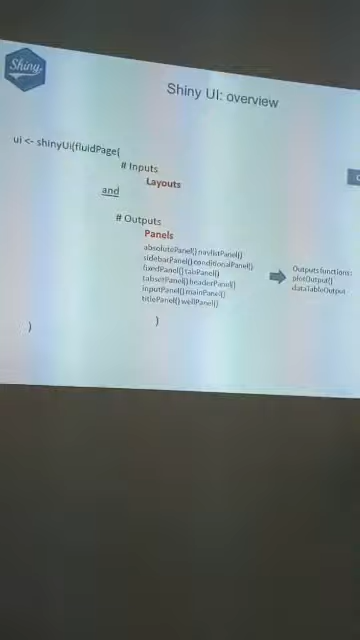 Shiny
Shiny UI: overview
ui <- shinyUi(fluidPage(
# Inputs
Layouts
and
# Outputs
Panels
absolutePanel() navlistPanel()
sidebarPanel() conditionalPanel()
fixedPanel() tabPanel()
tabsetPanel() headerPanel()
inputPanel() mainPanel()
titlePanel() wellPanel()
Outputs functions:
plotOutput()
dataTableOutput
)
)